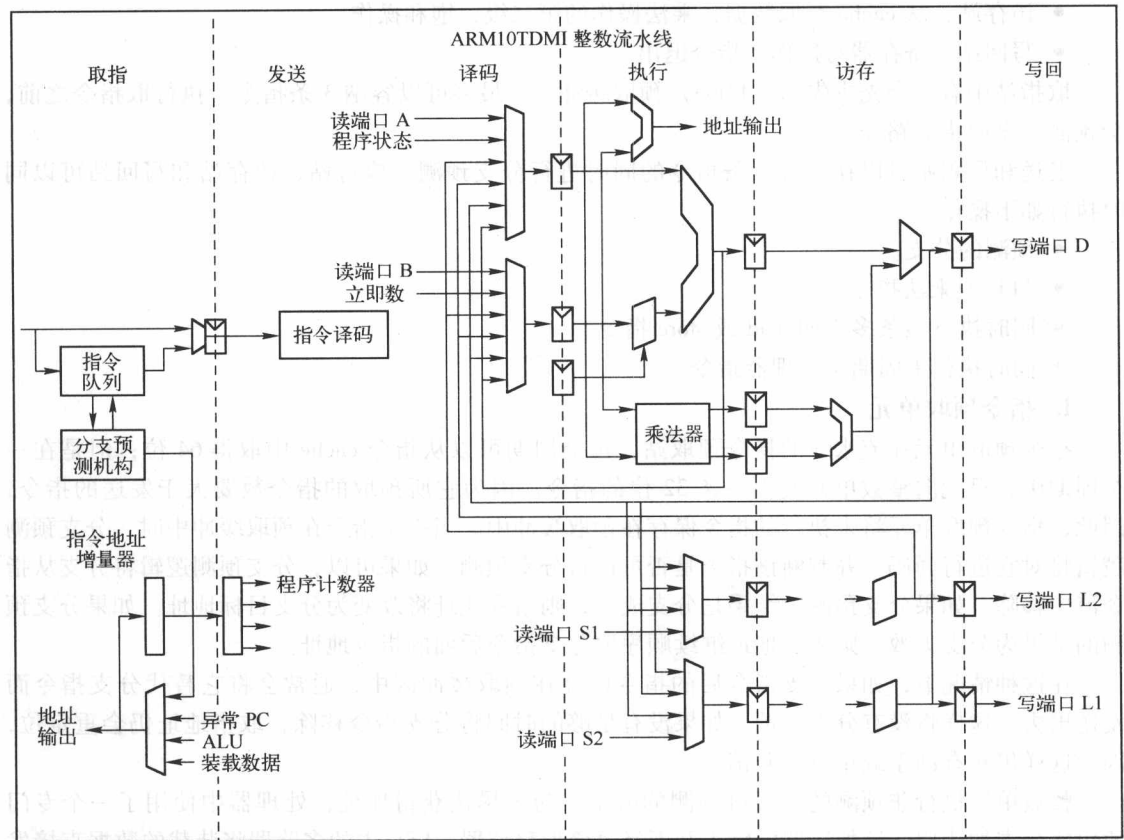 ARM10TDMI 整数流水线
取指
发送
译码
执行
访存
写回
读端口 A
程序状态
地址输出
读端口 B
立即数
写端口 D
指令译码
指令
队列
分支预
测机构
乘法器
指令地址
增量器
程序计数器
读端口 S1
写端口 L2
地址
输出
异常 PC
ALU
装载数据
读端口 S2
写端口 L1